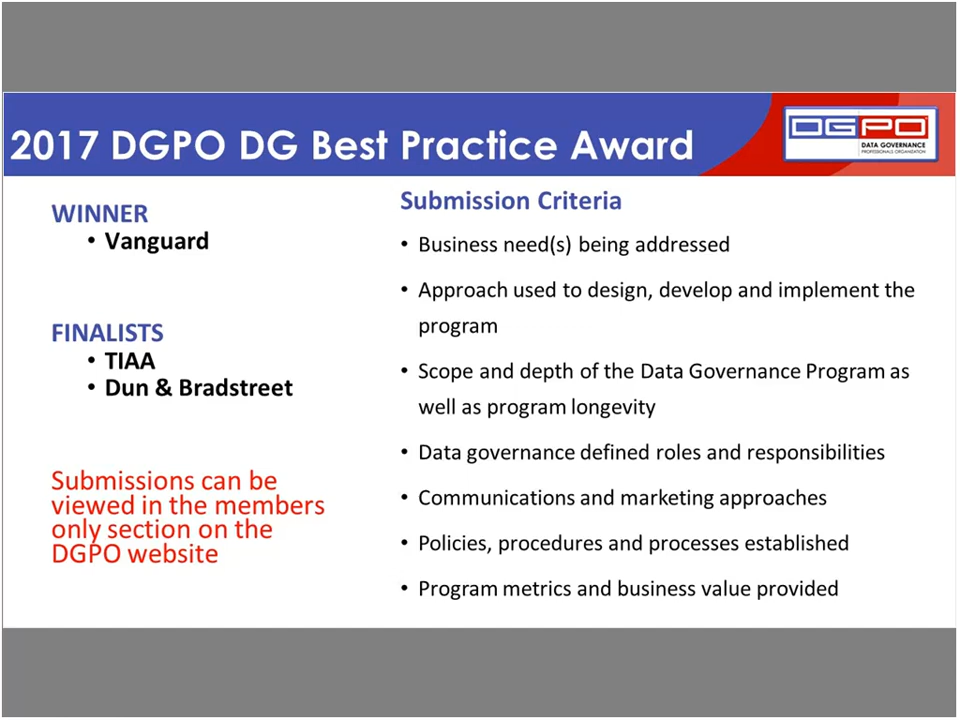 2017 DGPO DG Best Practice Award
DGPO
DATA GOVERNANCE
PROFESSIONALS ORGANIZATION
WINNER
• Vanguard
FINALISTS
• TIAA
• Dun & Bradstreet
Submissions can be
viewed in the members
only section on the
DGPO website
Submission Criteria
• Business need(s) being addressed
• Approach used to design, develop and implement the
program
• Scope and depth of the Data Governance Program as
well as program longevity
• Data governance defined roles and responsibilities
• Communications and marketing approaches
• Policies, procedures and processes established
• Program metrics and business value provided